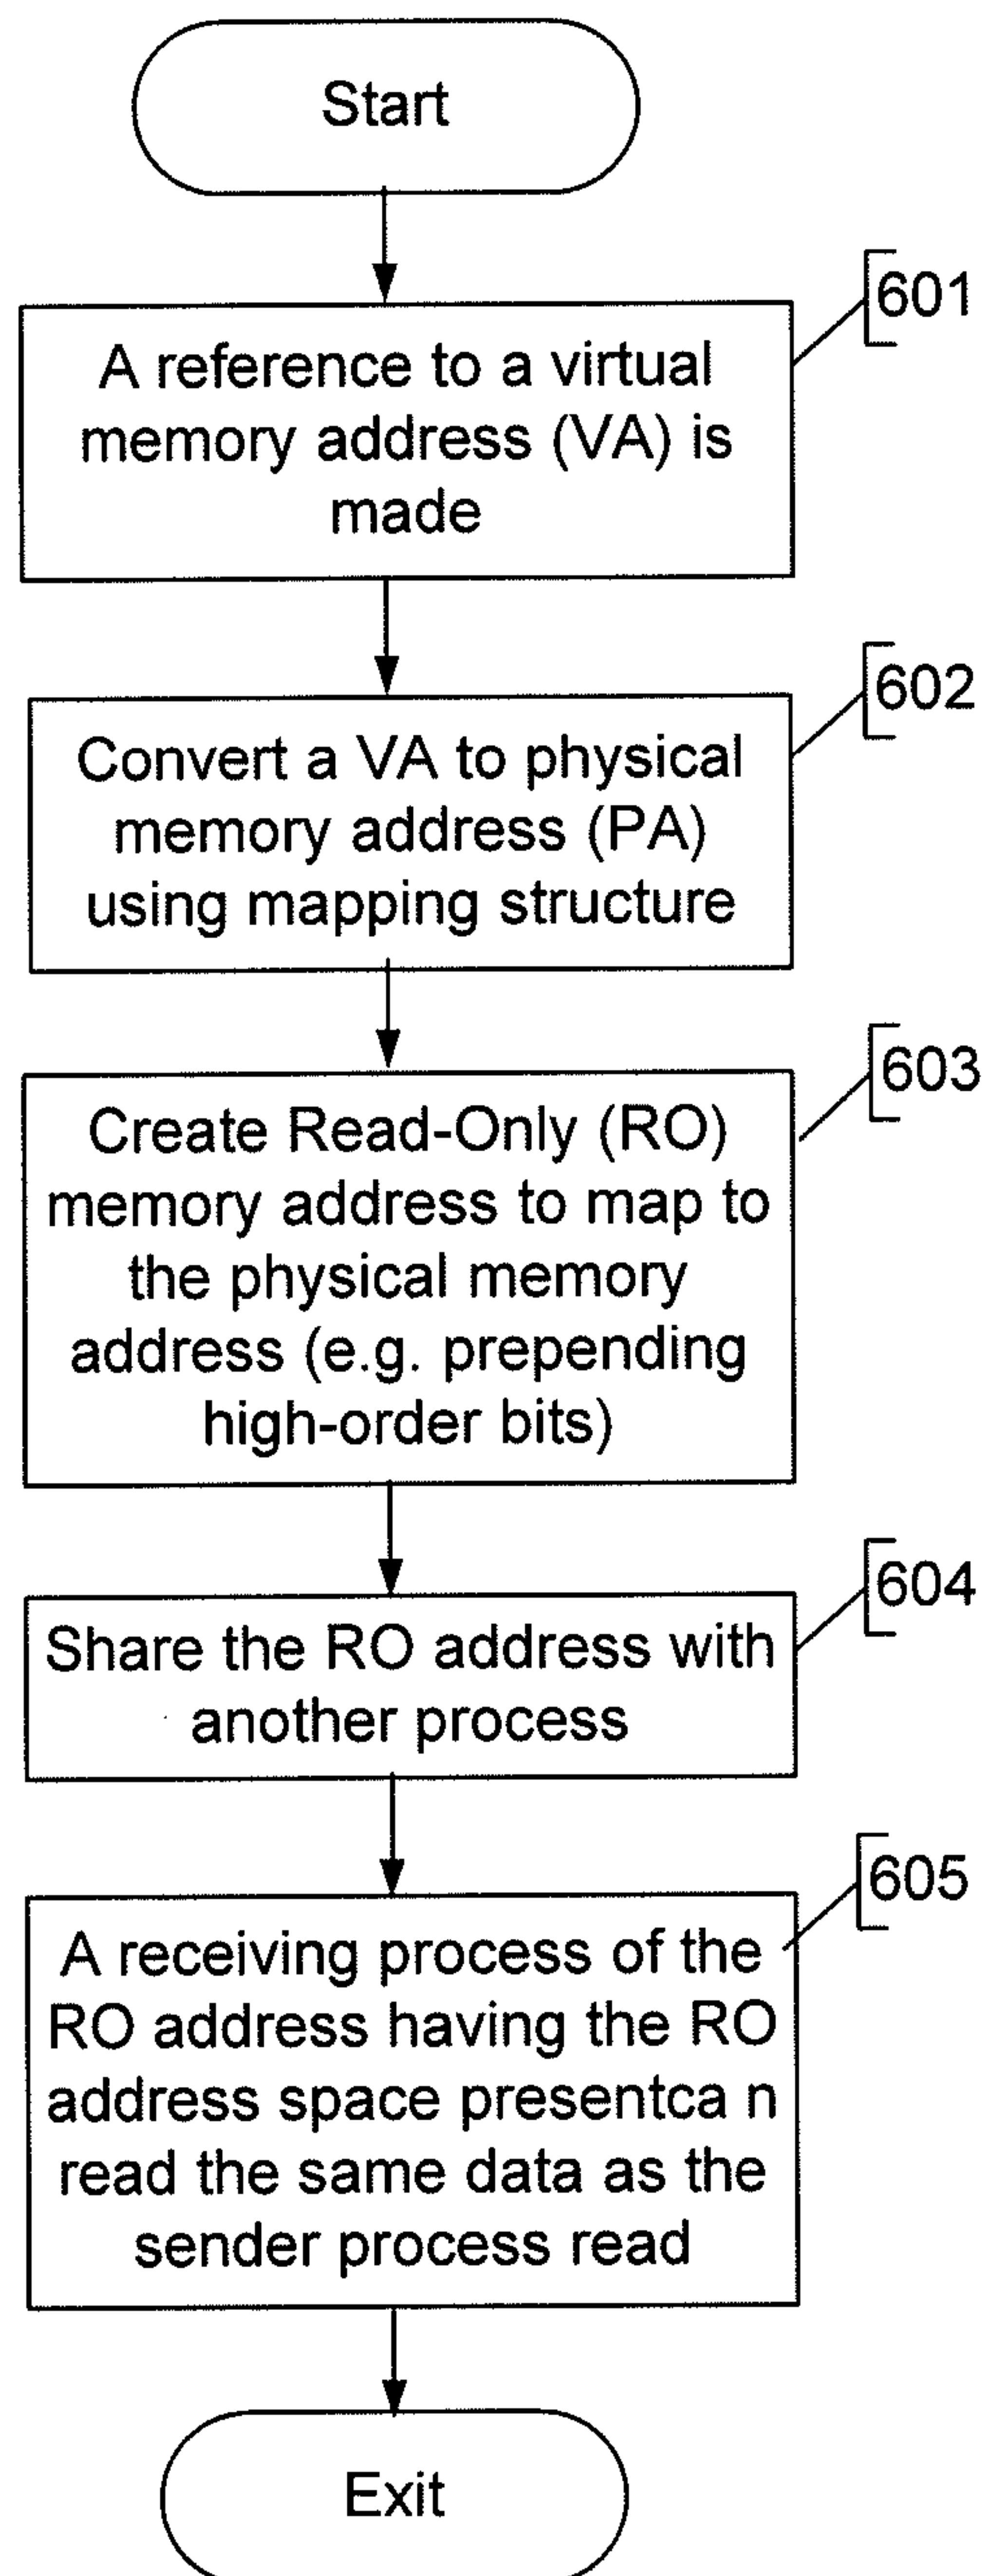 Start
601
A reference to a virtual
memory address (VA) is
made
602
Convert a VA to physical
memory address (PA)
using mapping structure
603
Create Read-Only (RO)
memory address to map to
the physical memory
address (e.g. prepending
high-order bits)
604
Share the RO address with
another process
605
A receiving process of the
RO address having the RO
address space presentca n
read the same data as the
sender process read
Exit